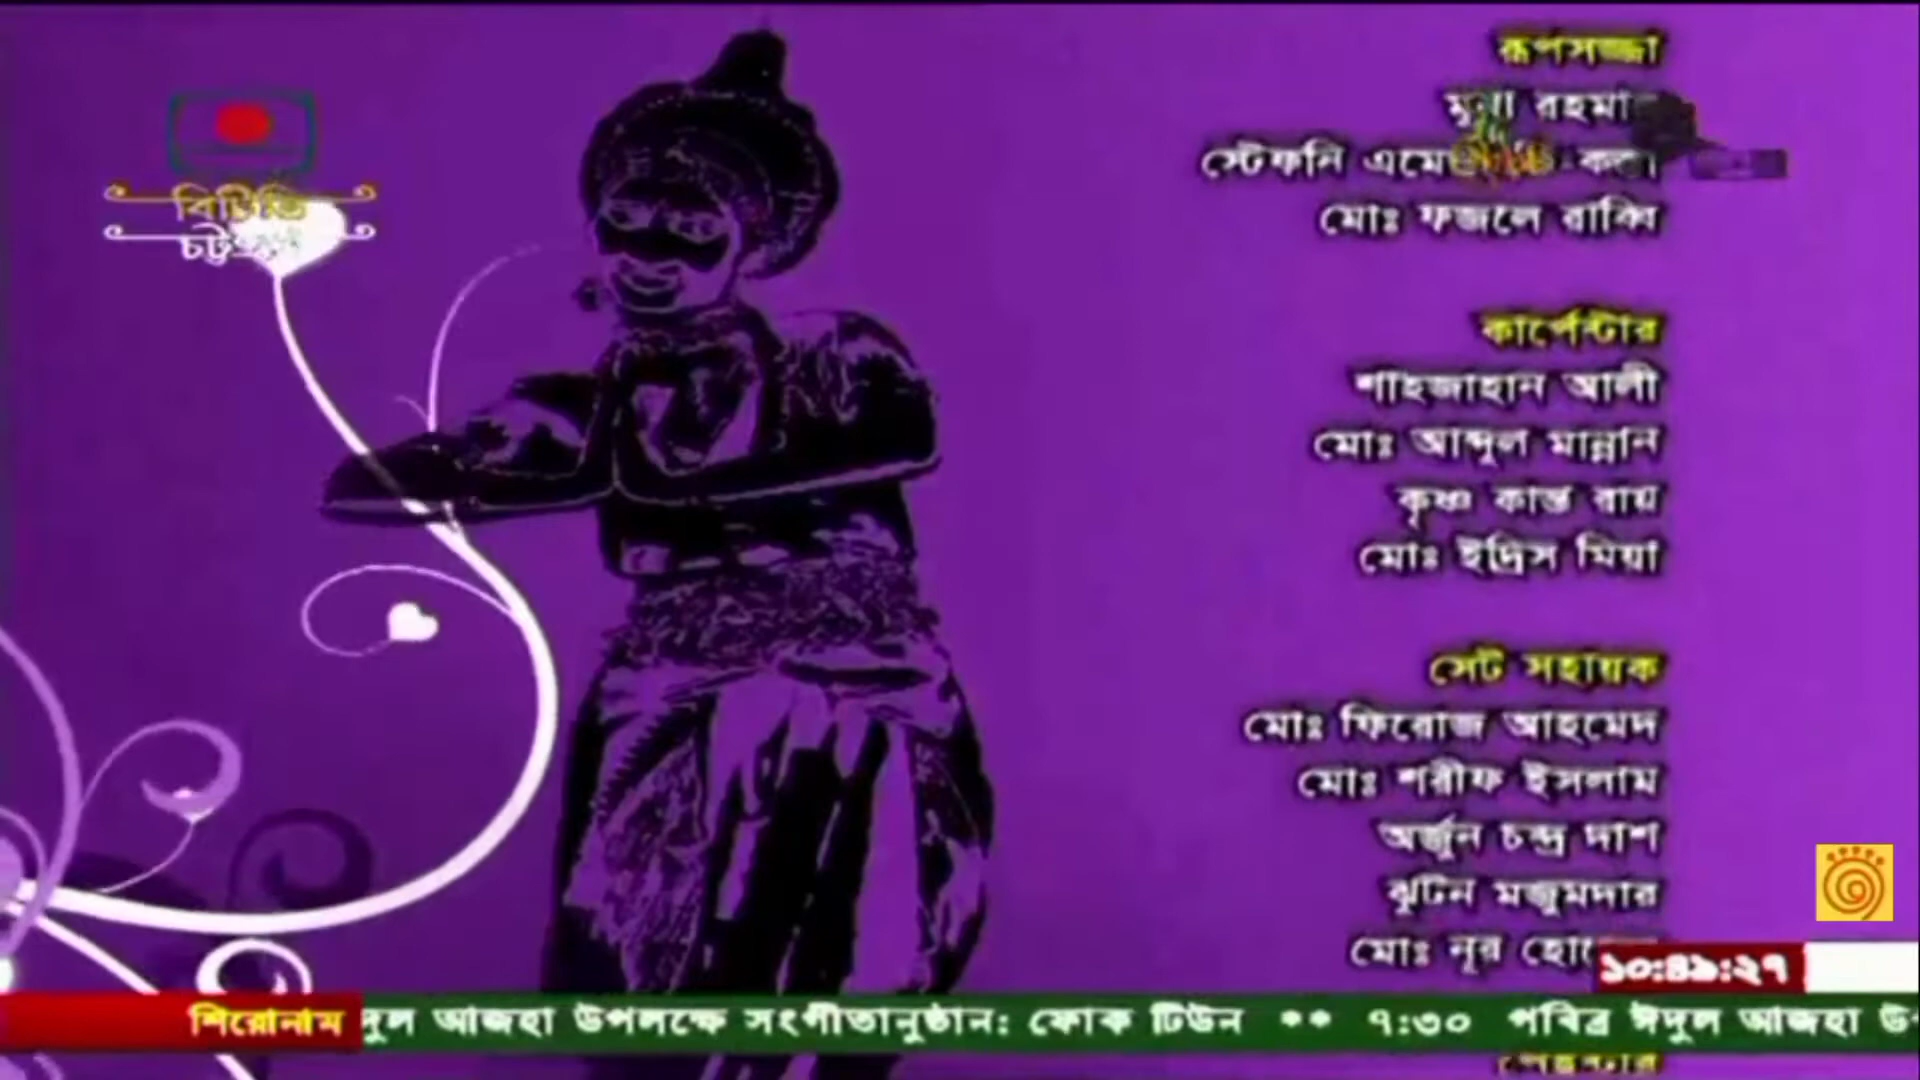 রূপসজ্জা
বিটিভি
চট্টগ্রাম
মোঃ ফজলে রাব্বি
কার্পেন্টার
শাহজাহান আলী
মোঃ আব্দুল মান্নান
কৃষ্ণ কান্ত রায়
মোঃ ইদ্রিস মিয়া
সেট সহায়ক
মোঃ ফিরোজ আহমেদ
মোঃ শরীফ ইসলাম
অর্জুন চন্দ্র দাশ
ঝুটন মজুমদার
মোঃ নূর
১০:৪৯:২৭
শিরোনাম দুল আজহা উপলক্ষে সংগীতানুষ্ঠান: ফোক টিউন ** ৭:৩০ পবিত্র ঈদুল আজহা উ